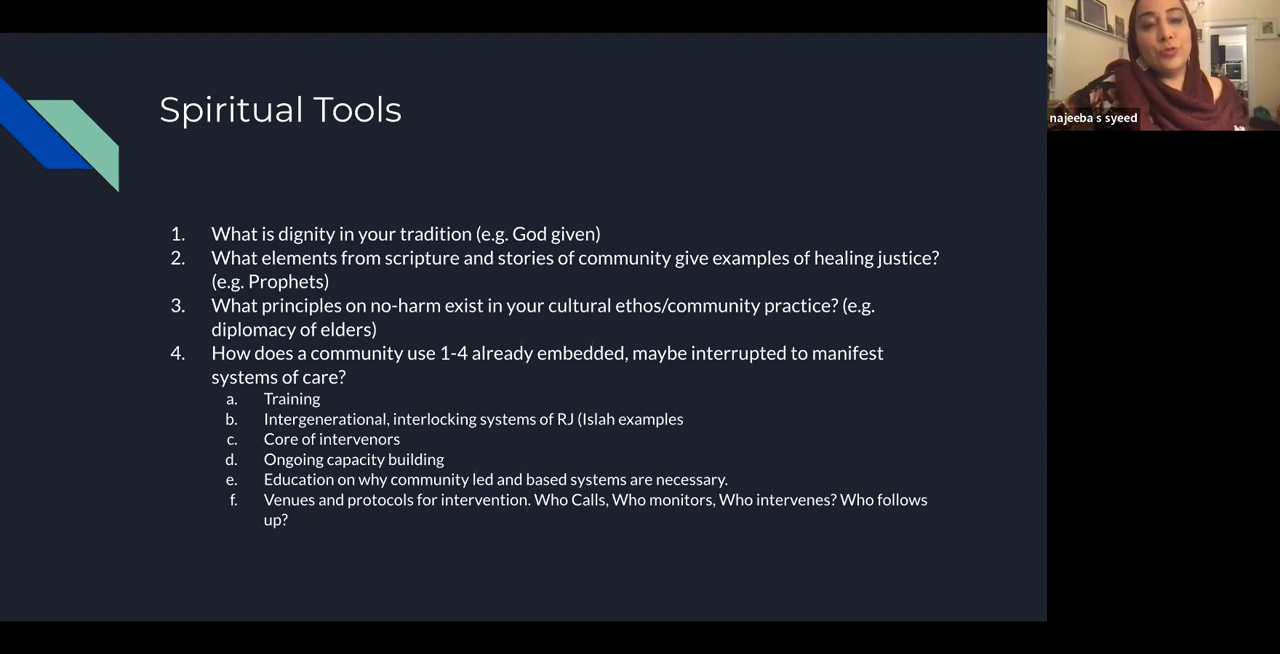 Spiritual Tools
1. What is dignity in your tradition (e.g. God given)
2. What elements from scripture and stories of community give examples of healing justice?
(e.g. Prophets)
3. What principles on no-harm exist in your cultural ethos/community practice? (e.g.
diplomacy of elders)
4. How does a community use 1-4 already embedded, maybe interrupted to manifest
systems of care?
a. Training
b. Intergenerational, interlocking systems of RJ (Islah examples
c. Core of intervenors
d. Ongoing capacity building
e. Education on why community led and based systems are necessary.
f. Venues and protocols for intervention. Who Calls, Who monitors, Who intervenes? Who follows
up?
najeeba s syeed